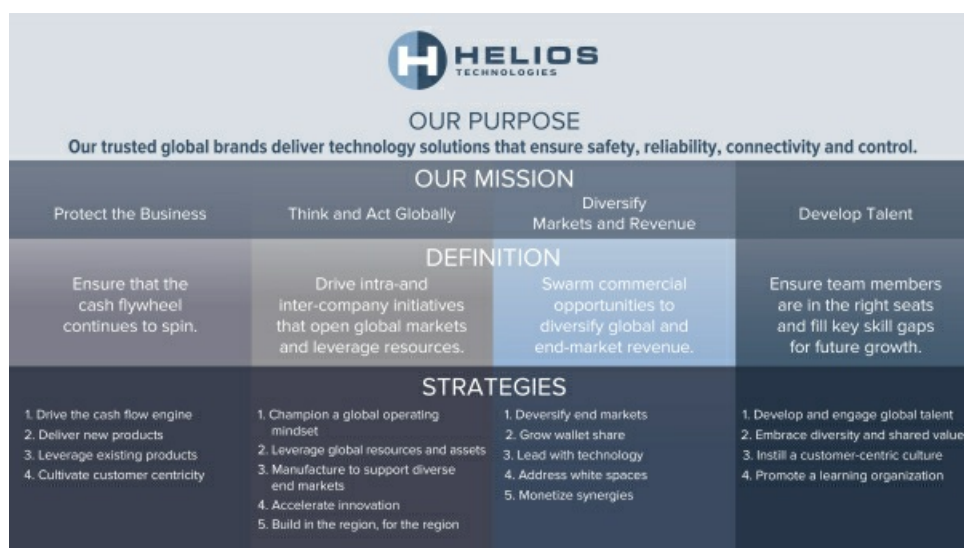 HELIOS
TECHNOLOGIES
OUR PURPOSE
Our trusted global brands deliver technology solutions that ensure safety, reliability, connectivity and control.
OUR MISSION
Protect the Business
Think and Act Globally
Diversify
Markets and Revenue
Develop Talent
DEFINITION
Ensure that the
cash flywheel
continues to spin.
Drive intra-and
inter-company initiatives
that open global markets
and leverage resources.
Swarm commercial
opportunities to
diversify global and
end-market revenue.
Ensure team members
are in the right seats
and fill key skill gaps
for future growth.
STRATEGIES
1. Drive the cash flow engine
2. Deliver new products
3. Leverage existing products
4. Cultivate customer centricity
1. Champion a global operating
mindset
2. Leverage global resources and assets
3. Manufacture to support diverse
end markets
4. Accelerate innovation
5. Build in the region, for the region
1. Deversify end markets
2. Grow wallet share
3. Lead with technology
4. Address white spaces
5. Monetize synergies
1. Develop and engage global talent
2. Embrace diversity and shared value
3. Instill a customer-centric culture
4. Promote a learning organization